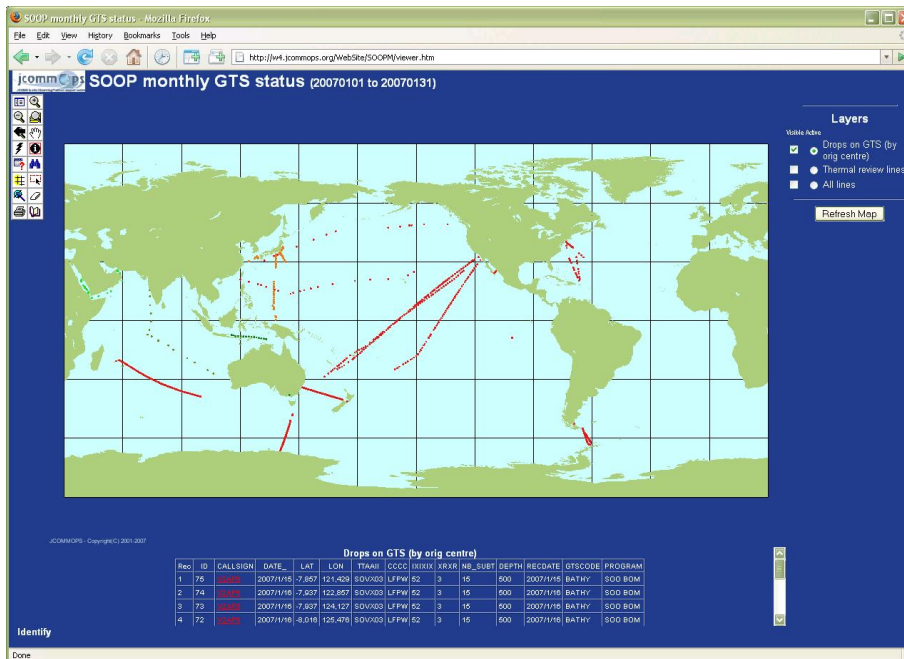 SOOP monthly GTS status - Mozilla Firefox
File Edit View History Bookmarks Tools Help
http://w4.jcommops.org/WebSite/SOOPM/viewer.htm
jcommops SOOP monthly GTS status (20070101 to 20070131)
Layers
Visible Active
Drops on GTS (by
orig centre)
Thermal review lines
All lines
Refresh Map
JCOMMOPS - Copyright(C) 2001-2007
Drops on GTS (by orig centre)
Rec ID CALLSIGN DATE_ LAT LON TTAAII CCCC IXIXIX XRXR NB_SUBT DEPTH RECDATE GTSCODE PROGRAM
1 75 2007/1/15 -7,857 121,429 SOVX03 LFPW 52 3 15 500 2007/1/15 BATHY SOO BOM
2 74 2007/1/16 -7,937 122,857 SOVX03 LFPW 52 3 15 500 2007/1/16 BATHY SOO BOM
3 73 2007/1/16 -7,937 124,127 SOVX03 LFPW 52 3 15 500 2007/1/16 BATHY SOO BOM
4 72 2007/1/16 -8,016 125,476 SOVX03 LFPW 52 3 15 500 2007/1/16 BATHY SOO BOM
Identify
Done